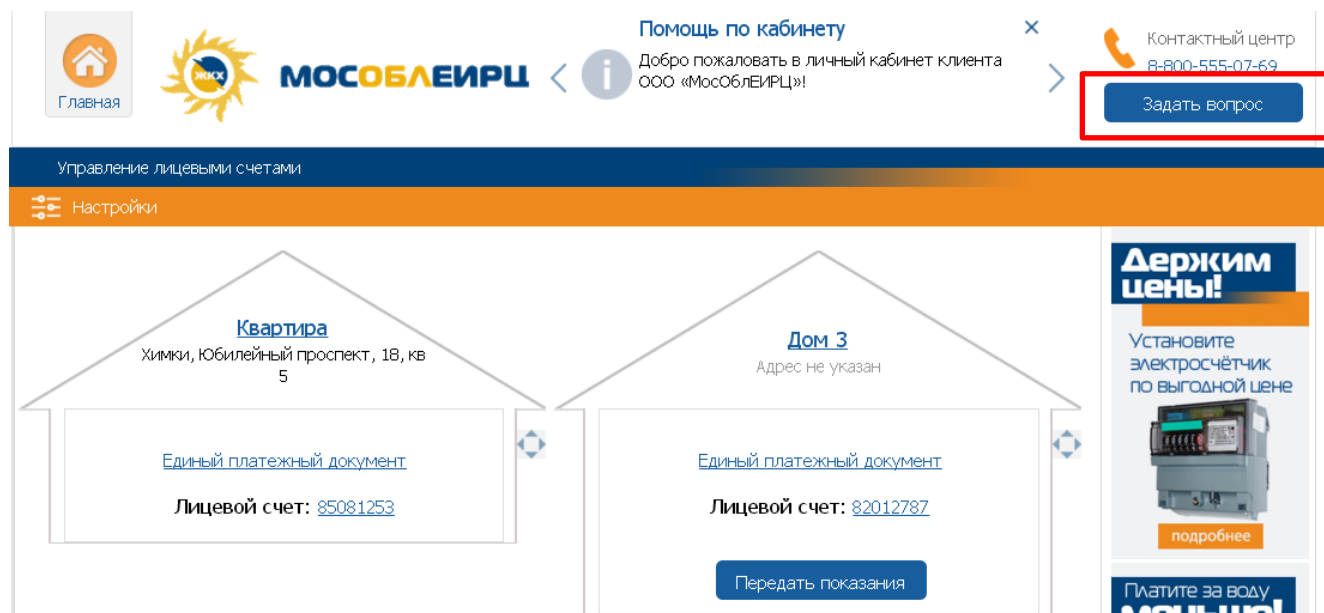 Главная
ЖКХ
МОСОБЛЕИРЦ
Помощь по кабинету
Добро пожаловать в личный кабинет клиента
ООО «МосОблЕИРЦ»!
Контактный центр
8-800-555-07-69
Задать вопрос
Управление лицевыми счетами
Настройки
Квартира
Химки, Юбилейный проспект, 18, кв
5
Единый платежный документ
Лицевой счет: 85081253
Дом 3
Адрес не указан
Единый платежный документ
Лицевой счет: 82012787
Передать показания
Держим
цены!
Установите
электросчётчик
по выгодной цене
подробнее
Платите за воду